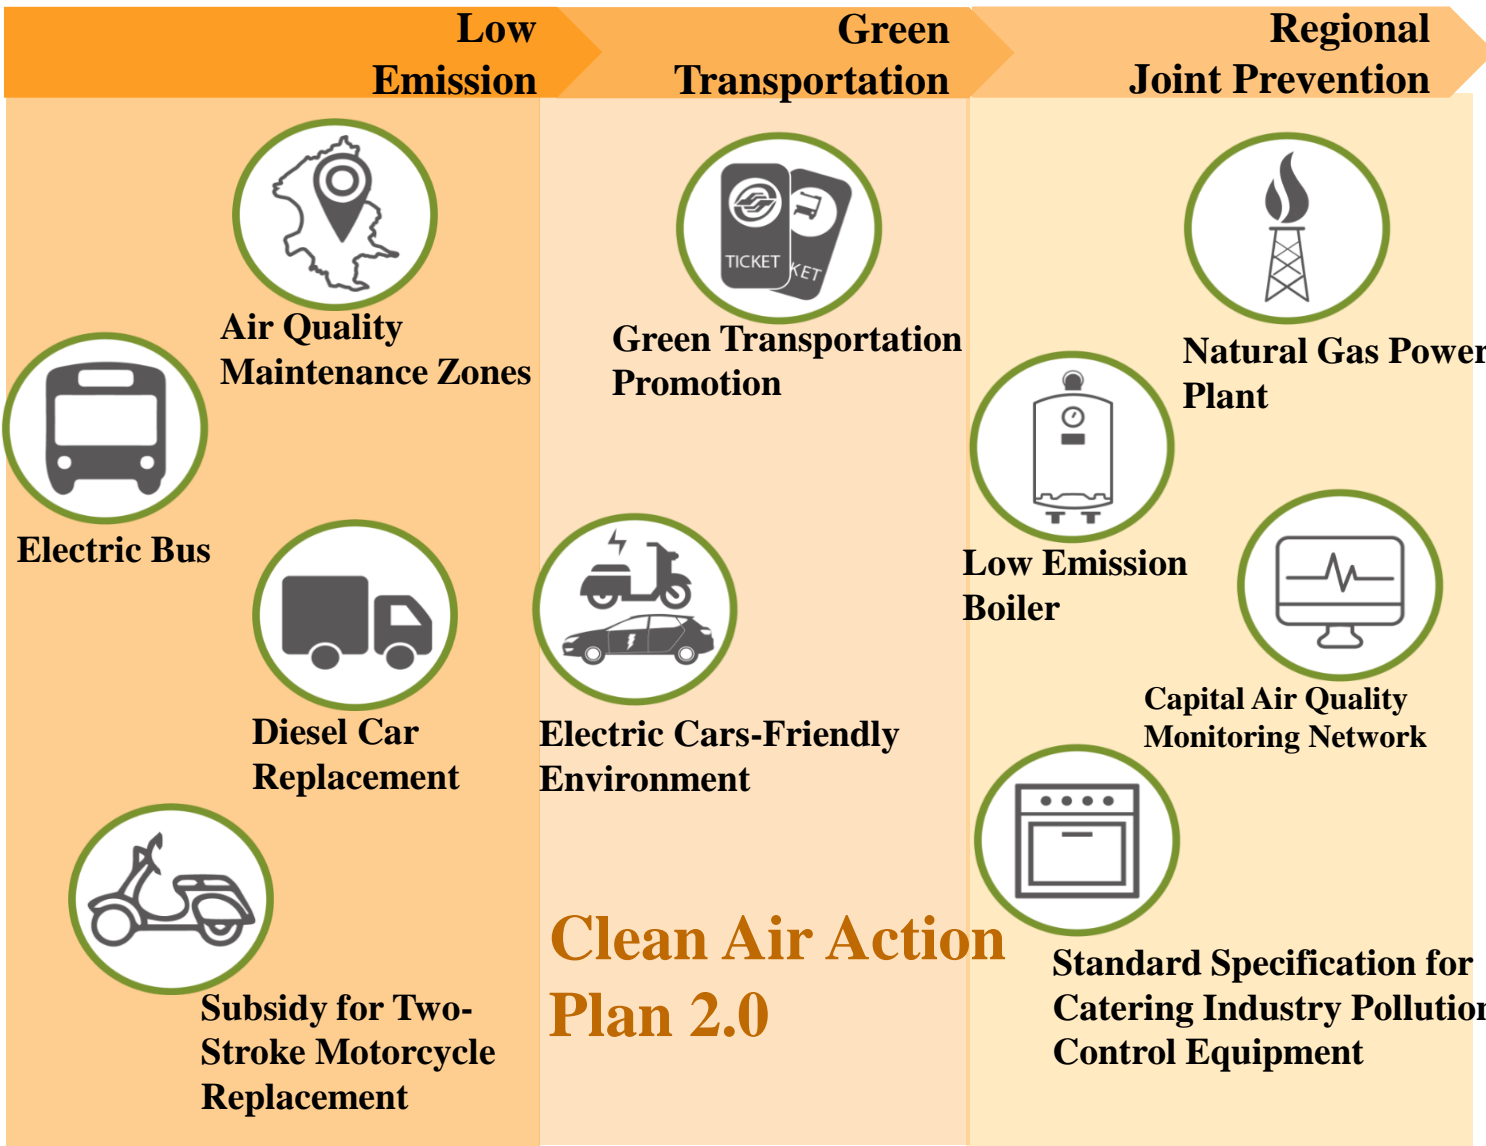 Low
Emission
Green
Transportation
Regional
Joint Prevention
Air Quality
Maintenance Zones
Electric Bus
Diesel Car
Replacement
Subsidy for Two-
Stroke Motorcycle
Replacement
TICKET
KET
Green Transportation
Promotion
Electric Cars-Friendly
Environment
Clean Air Action
Plan 2.0
Natural Gas Power
Plant
Low Emission
Boiler
Capital Air Quality
Monitoring Network
Standard Specification for
Catering Industry Pollution
Control Equipment